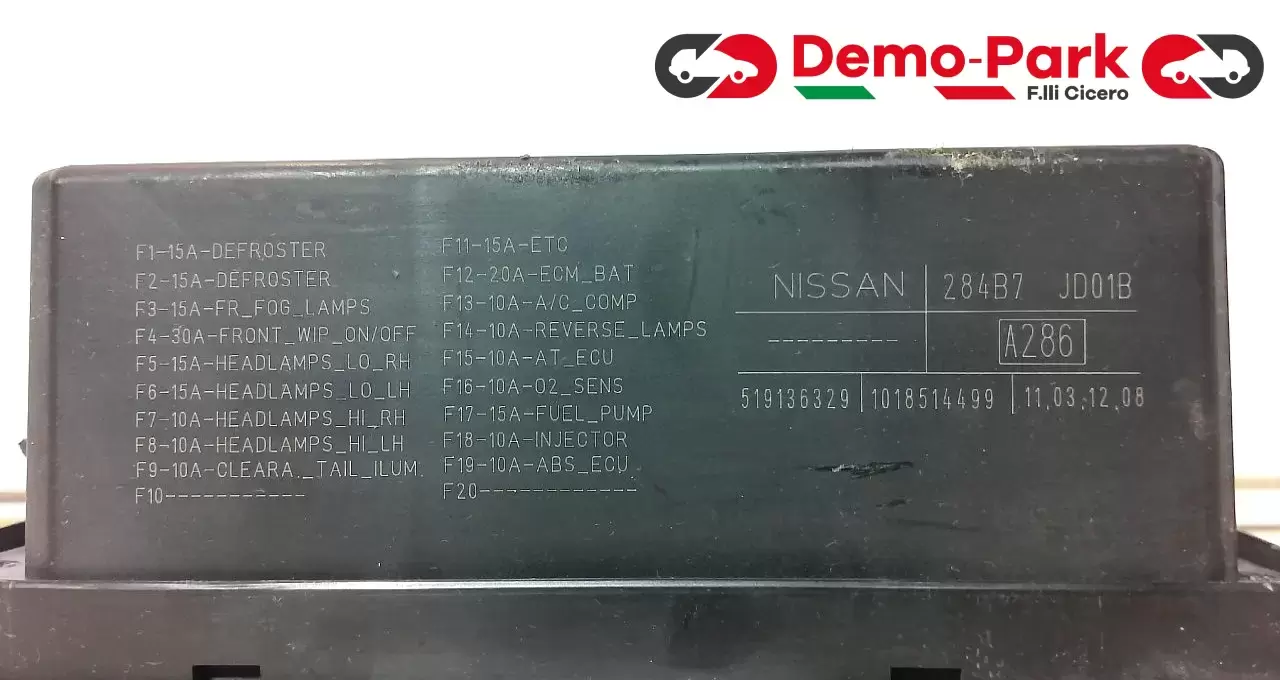 Demo-Park
F.lli Cicero
F1-15A-DEFROSTER
F2-15A-DEFROSTER
F3-15A-FR_FOG_LAMPS
F4-30A-FRONT_WIP_ON/OFF
F5-15A-HEADLAMPS_LO_RH
F6-15A-HEADLAMPS_LO_LH
F7-10A-HEADLAMPS_HI_RH
F8-10A-HEADLAMPS_HI_LH
F9-10A-CLEARA._TAIL_ILUM.
F10-----------
F11-15A-ETC
F12-20A-ECM_BAT
F13-10A-A/C_COMP
F14-10A-REVERSE_LAMPS
F15-10A-AT_ECU
F16-10A-O2_SENS
F17-15A-FUEL_PUMP
F18-10A-INJECTOR
F19-10A-ABS_ECU
F20------------
NISSAN 284B7 JD01B
--------- A286
519136329 1018514499 11.03.12.08